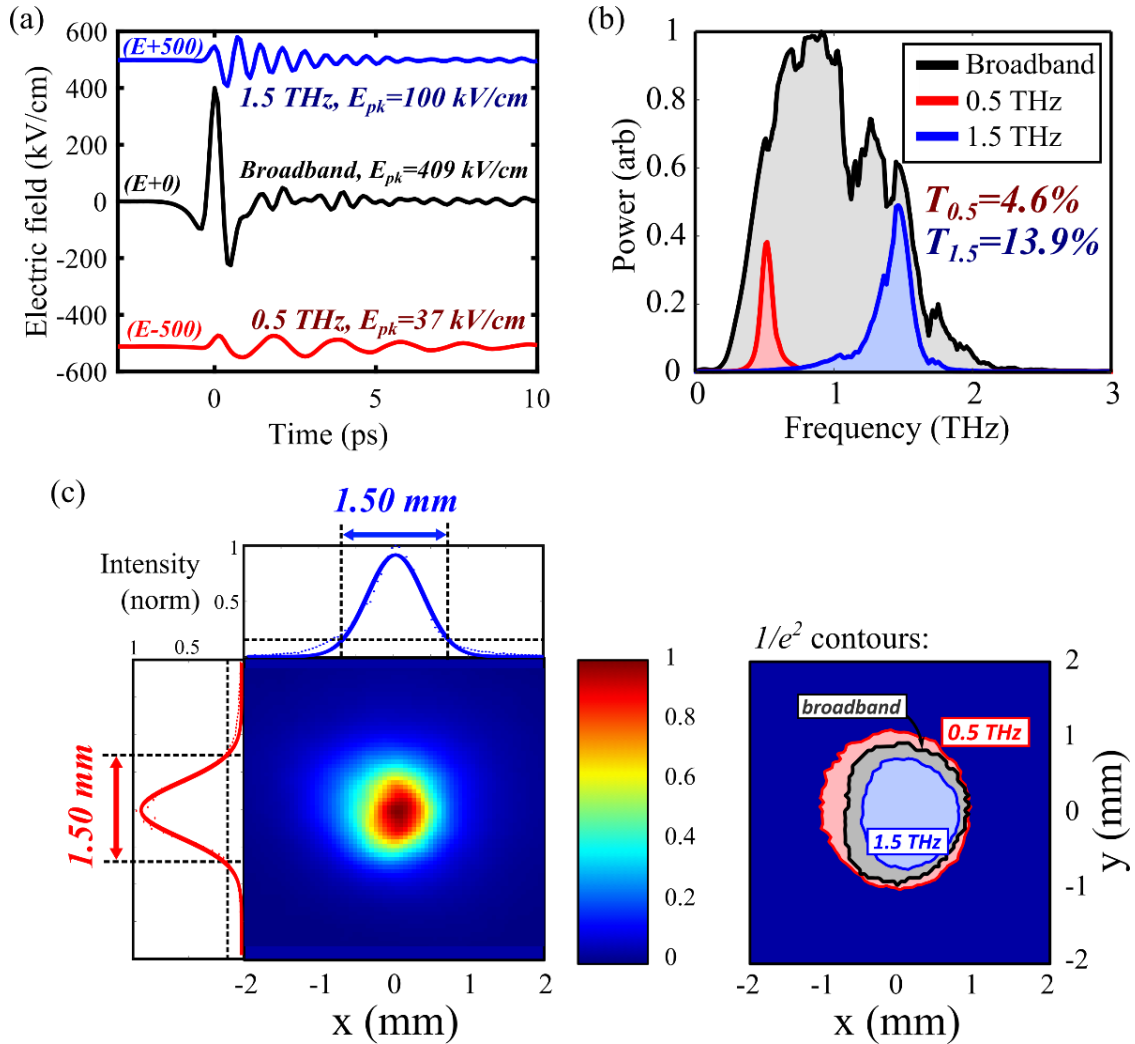 (a)
600
400
200
0
-200
-400
-600
Electric field (kV/cm)
(E+500)
1.5 THz, E_pk=100 kV/cm
(E+0)
Broadband, E_pk=409 kV/cm
(E-500)
0.5 THz, E_pk=37 kV/cm
0 5 10
Time (ps)
(b)
1
0.8
0.6
0.4
0.2
0
Power (arb)
Broadband
0.5 THz
1.5 THz
T_0.5=4.6%
T_1.5=13.9%
0 1 2 3
Frequency (THz)
(c)
1.50 mm
Intensity
(norm)
1
0.5
1 0.5
1.50 mm
-2 -1 0 1 2
x (mm)
1
0.8
0.6
0.4
0.2
0
1/e² contours:
broadband
0.5 THz
1.5 THz
2
1
0
-1
-2
y (mm)
-2 -1 0 1 2
x (mm)